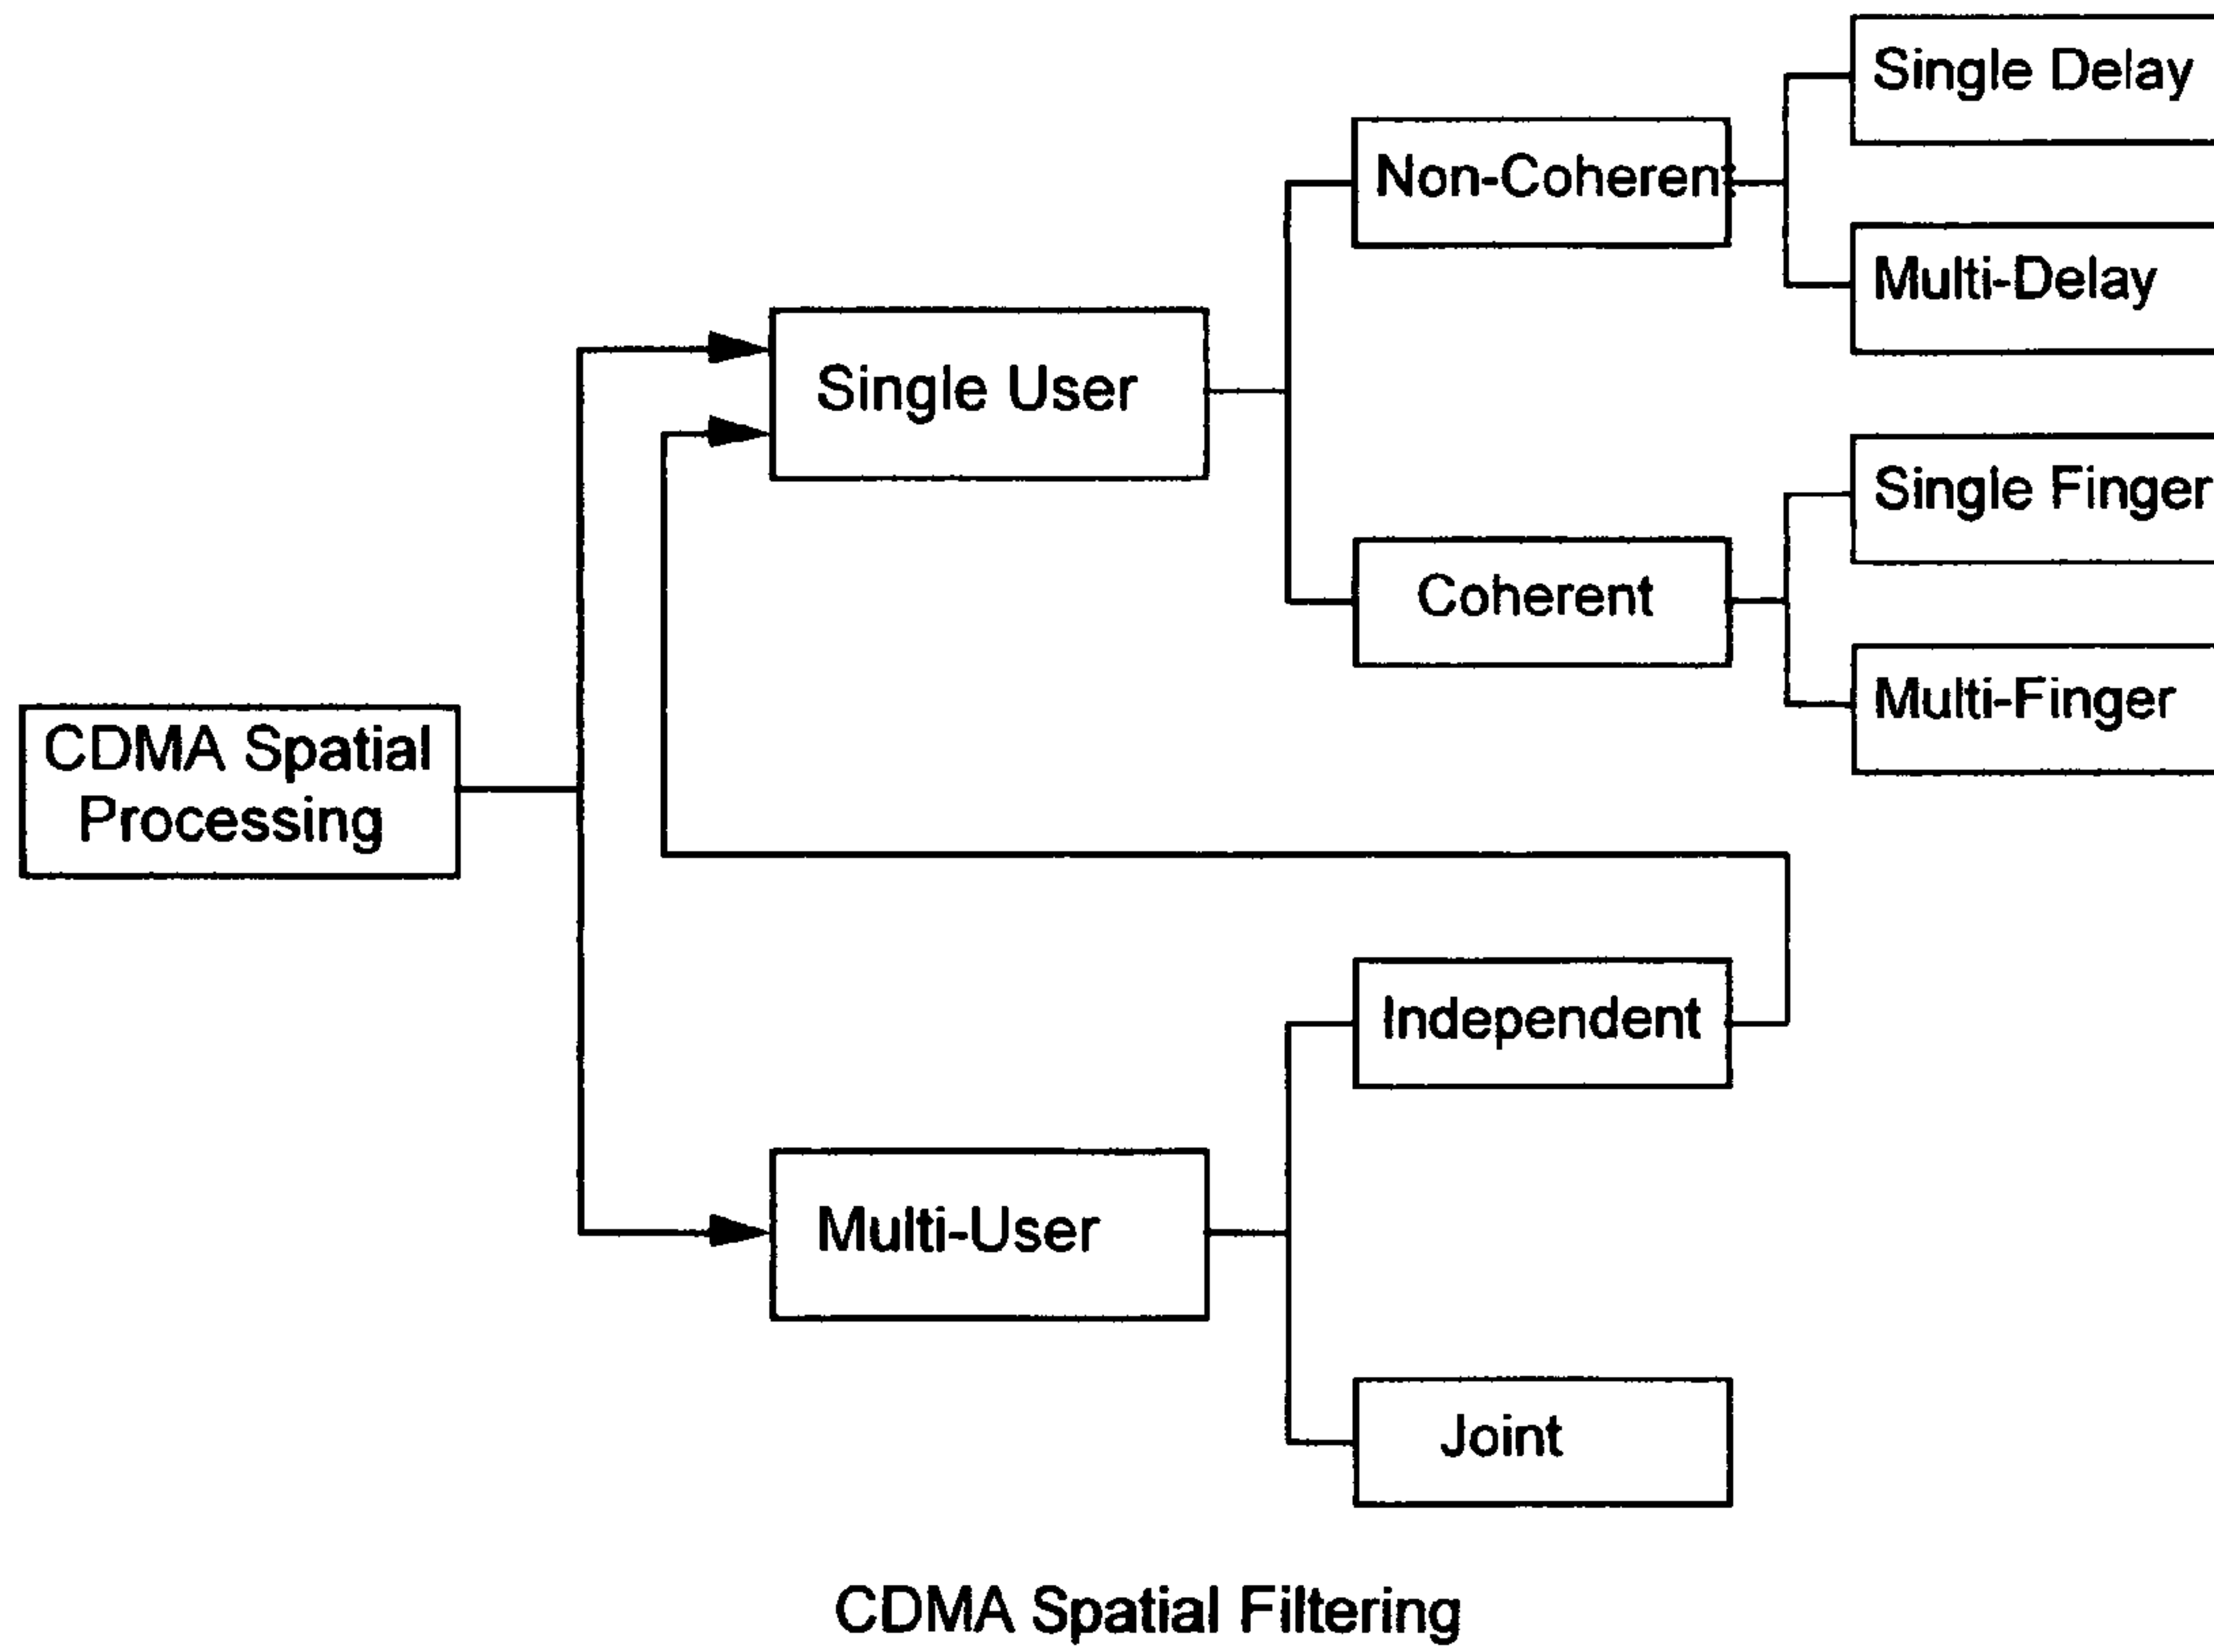 Single Delay
Non-Coherent
Multi-Delay
Single User
Single Finger
Coherent
Multi-Finger
CDMA Spatial
Processing
Independent
Multi-User
Joint
CDMA Spatial Filtering